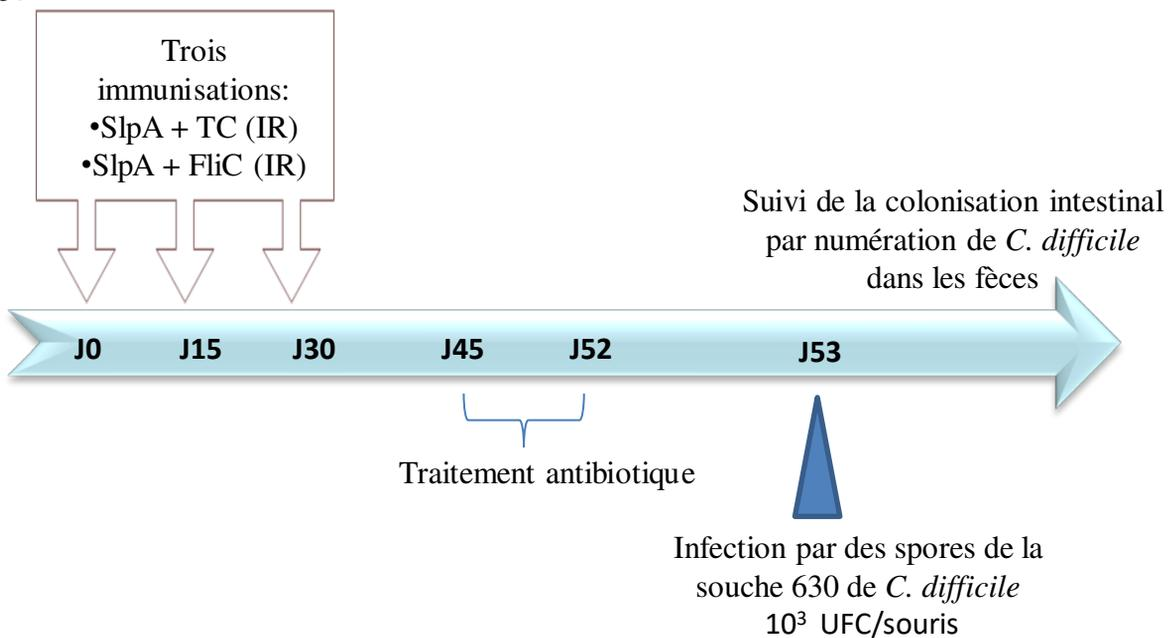 Trois
immunisations:
•SlpA + TC (IR)
•SlpA + FliC (IR)
Suivi de la colonisation intestinal
par numération de C. difficile
dans les fèces
J0 J15 J30 J45 J52 J53
Traitement antibiotique
Infection par des spores de la
souche 630 de C. difficile
10³ UFC/souris